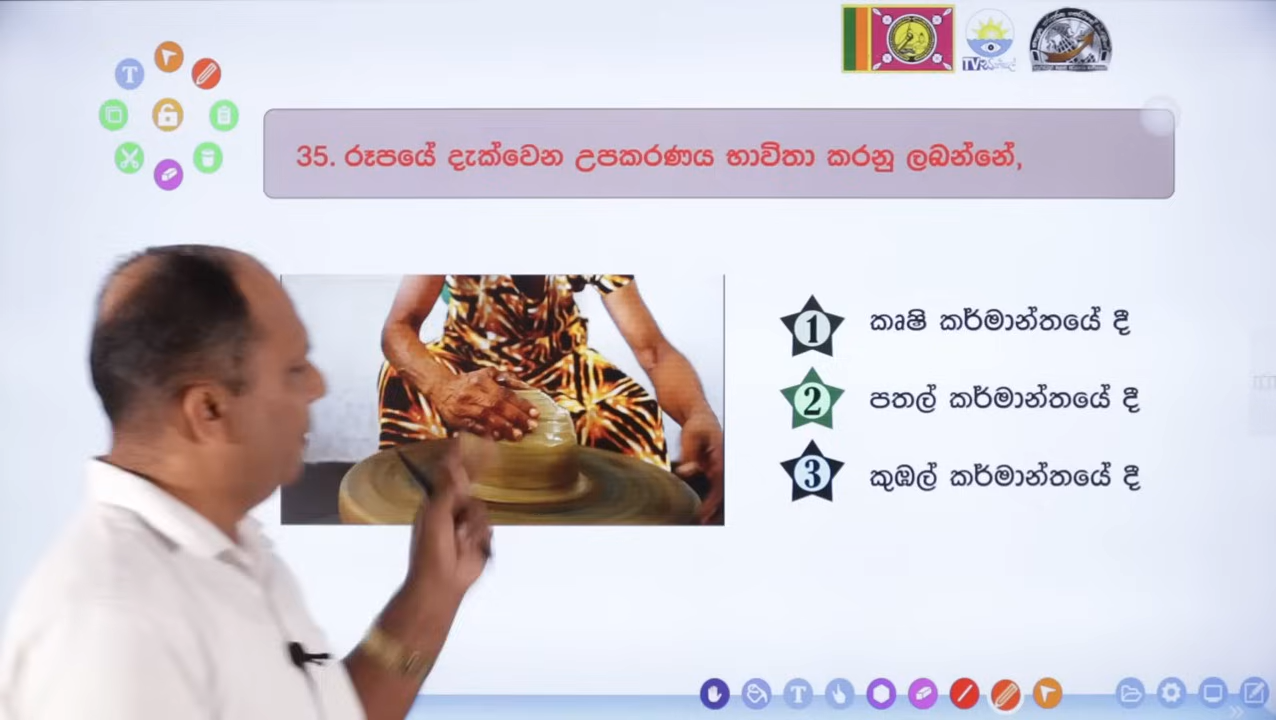 35. රූපයේ දැක්වෙන උපකරණය භාවිතා කරනු ලබන්නේ,
1 කෘෂි කර්මාන්තයේ දී
2 පතල් කර්මාන්තයේ දී
3 කුඹල් කර්මාන්තයේ දී